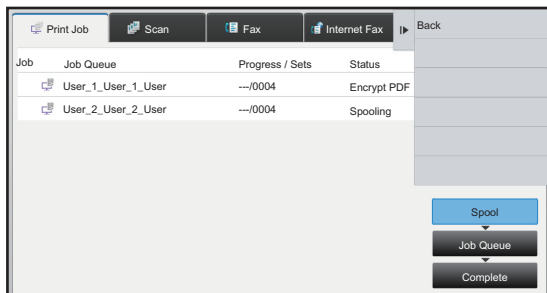 Print Job Scan Fax Internet Fax Back
Job Job Queue Progress / Sets Status
User_1_User_1_User ---/0004 Encrypt PDF
User_2_User_2_User ---/0004 Spooling
Spool
Job Queue
Complete